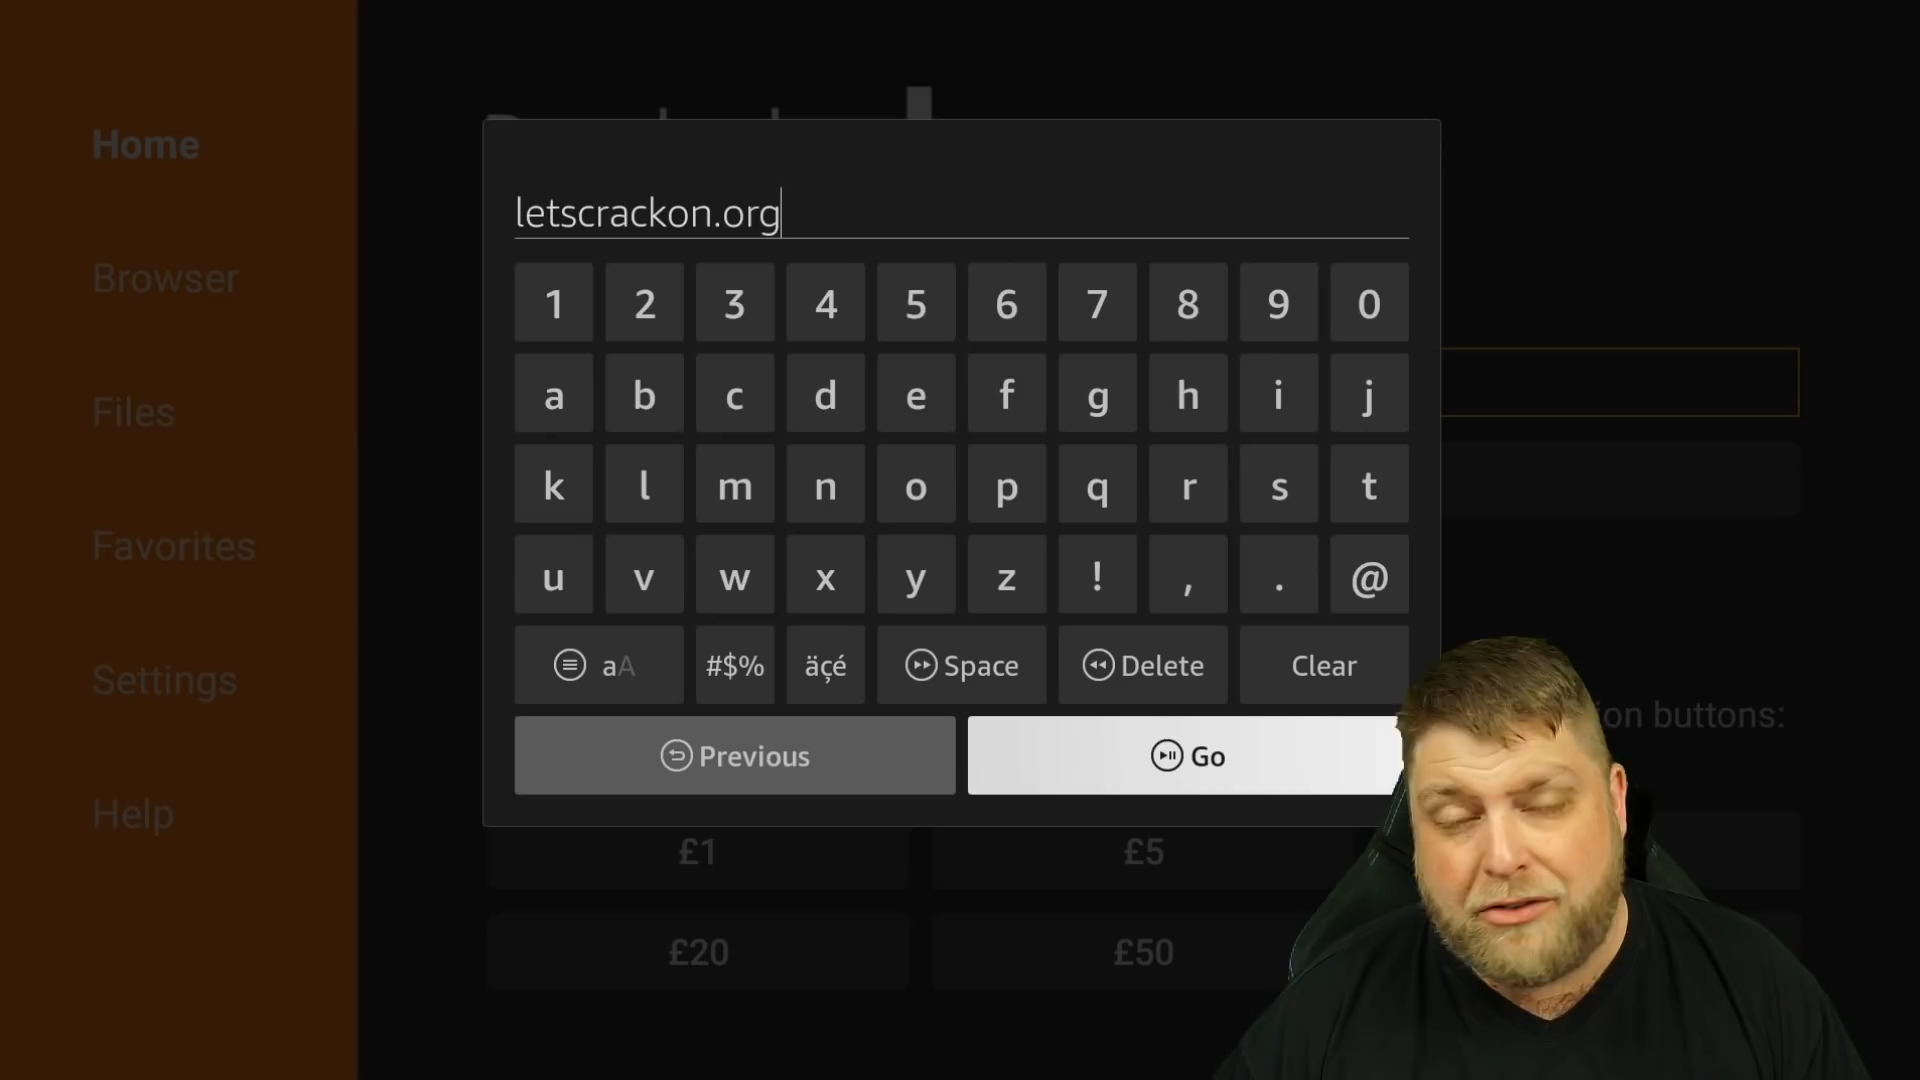 Home
Browser
Files
Favorites
Settings
Help
letscrackon.org
1 2 3 4 5 6 7 8 9 0
a b c d e f g h i j
k l m n o p q r s t
u v w x y z ! , . @
aA #$% äçé Space Delete Clear
Previous Go
on buttons:
£1 £5
£20 £50